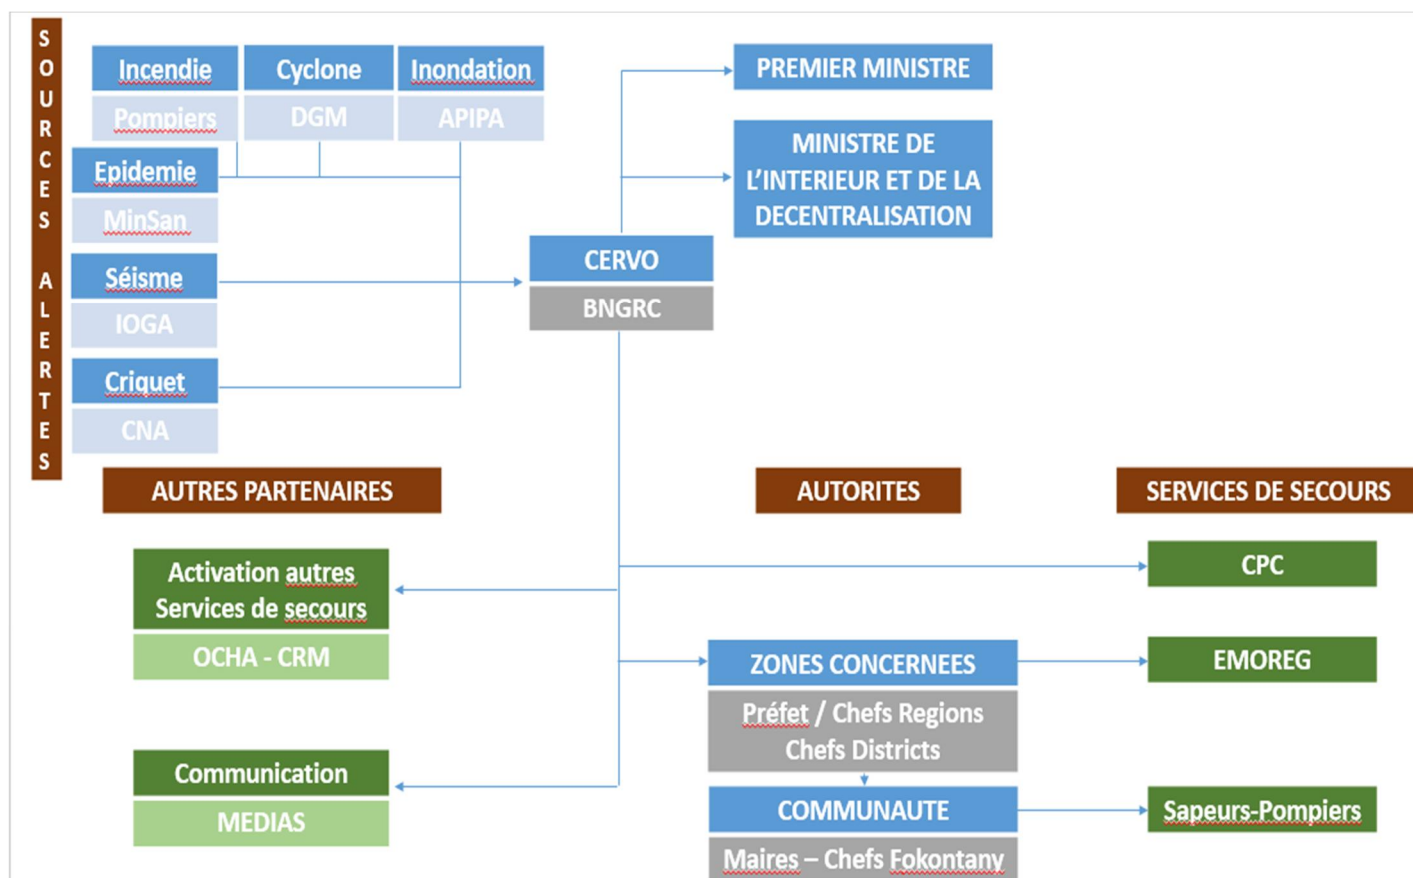 SOURCES ALERTES
Incendie
Pompiers
Cyclone
DGM
Inondation
APIPA
Epidemie
MinSan
Séisme
IOGA
Criquet
CNA
PREMIER MINISTRE
MINISTRE DE
L'INTERIEUR ET DE LA
DECENTRALISATION
CERVO
BNGRC
AUTRES PARTENAIRES
AUTORITES
SERVICES DE SECOURS
Activation autres
Services de secours
OCHA - CRM
Communication
MEDIAS
ZONES CONCERNEES
Préfet / Chefs Regions
Chefs Districts
COMMUNAUTE
Maires – Chefs Fokontany
CPC
EMOREG
Sapeurs-Pompiers